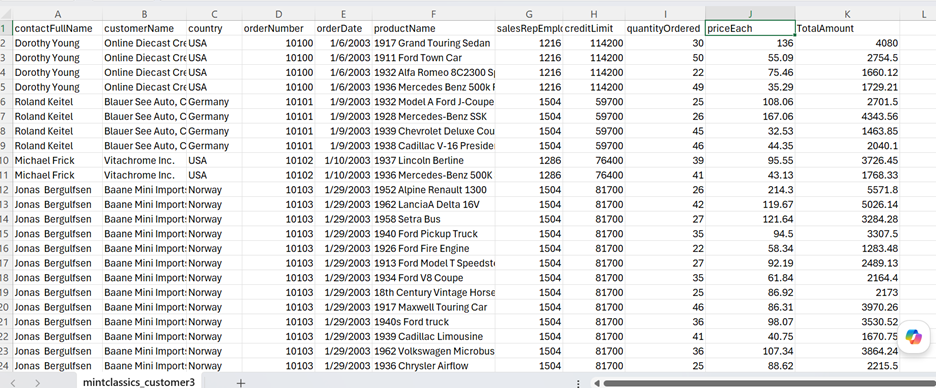 A B C D E F G H I J K L
1 contactFullName customerName country orderNumber orderDate productName salesRepEmplo creditLimit quantityOrdered priceEach TotalAmount
2 Dorothy Young Online Diecast Cre USA 10100 1/6/2003 1917 Grand Touring Sedan 1216 114200 30 136 4080
3 Dorothy Young Online Diecast Cre USA 10100 1/6/2003 1911 Ford Town Car 1216 114200 50 55.09 2754.5
4 Dorothy Young Online Diecast Cre USA 10100 1/6/2003 1932 Alfa Romeo 8C2300 Sp 1216 114200 22 75.46 1660.12
5 Dorothy Young Online Diecast Cre USA 10100 1/6/2003 1936 Mercedes Benz 500k F 1216 114200 49 35.29 1729.21
6 Roland Keitel Blauer See Auto, C Germany 10101 1/9/2003 1932 Model A Ford J-Coupe 1504 59700 25 108.06 2701.5
7 Roland Keitel Blauer See Auto, C Germany 10101 1/9/2003 1928 Mercedes-Benz SSK 1504 59700 26 167.06 4343.56
8 Roland Keitel Blauer See Auto, C Germany 10101 1/9/2003 1939 Chevrolet Deluxe Cou 1504 59700 45 32.53 1463.85
9 Roland Keitel Blauer See Auto, C Germany 10101 1/9/2003 1938 Cadillac V-16 Preside 1504 59700 46 44.35 2040.1
10 Michael Frick Vitachrome Inc. USA 10102 1/10/2003 1937 Lincoln Berline 1286 76400 39 95.55 3726.45
11 Michael Frick Vitachrome Inc. USA 10102 1/10/2003 1936 Mercedes-Benz 500K 1286 76400 41 43.13 1768.33
12 Jonas Bergulfsen Baane Mini Imports Norway 10103 1/29/2003 1952 Alpine Renault 1300 1504 81700 26 214.3 5571.8
13 Jonas Bergulfsen Baane Mini Imports Norway 10103 1/29/2003 1962 LanciaA Delta 16V 1504 81700 42 119.67 5026.14
14 Jonas Bergulfsen Baane Mini Imports Norway 10103 1/29/2003 1958 Setra Bus 1504 81700 27 121.64 3284.28
15 Jonas Bergulfsen Baane Mini Imports Norway 10103 1/29/2003 1940 Ford Pickup Truck 1504 81700 35 94.5 3307.5
16 Jonas Bergulfsen Baane Mini Imports Norway 10103 1/29/2003 1926 Ford Fire Engine 1504 81700 22 58.34 1283.48
17 Jonas Bergulfsen Baane Mini Imports Norway 10103 1/29/2003 1913 Ford Model T Speedste 1504 81700 27 92.19 2489.13
18 Jonas Bergulfsen Baane Mini Imports Norway 10103 1/29/2003 1934 Ford V8 Coupe 1504 81700 35 61.84 2164.4
19 Jonas Bergulfsen Baane Mini Imports Norway 10103 1/29/2003 18th Century Vintage Horse 1504 81700 25 86.92 2173
20 Jonas Bergulfsen Baane Mini Imports Norway 10103 1/29/2003 1917 Maxwell Touring Car 1504 81700 46 86.31 3970.26
21 Jonas Bergulfsen Baane Mini Imports Norway 10103 1/29/2003 1940s Ford truck 1504 81700 36 98.07 3530.52
22 Jonas Bergulfsen Baane Mini Imports Norway 10103 1/29/2003 1939 Cadillac Limousine 1504 81700 41 40.75 1670.75
23 Jonas Bergulfsen Baane Mini Imports Norway 10103 1/29/2003 1962 Volkswagen Microbus 1504 81700 36 107.34 3864.24
24 Jonas Bergulfsen Baane Mini Imports Norway 10103 1/29/2003 1936 Chrysler Airflow 1504 81700 25 88.62 2215.5
mintclassics_customer3